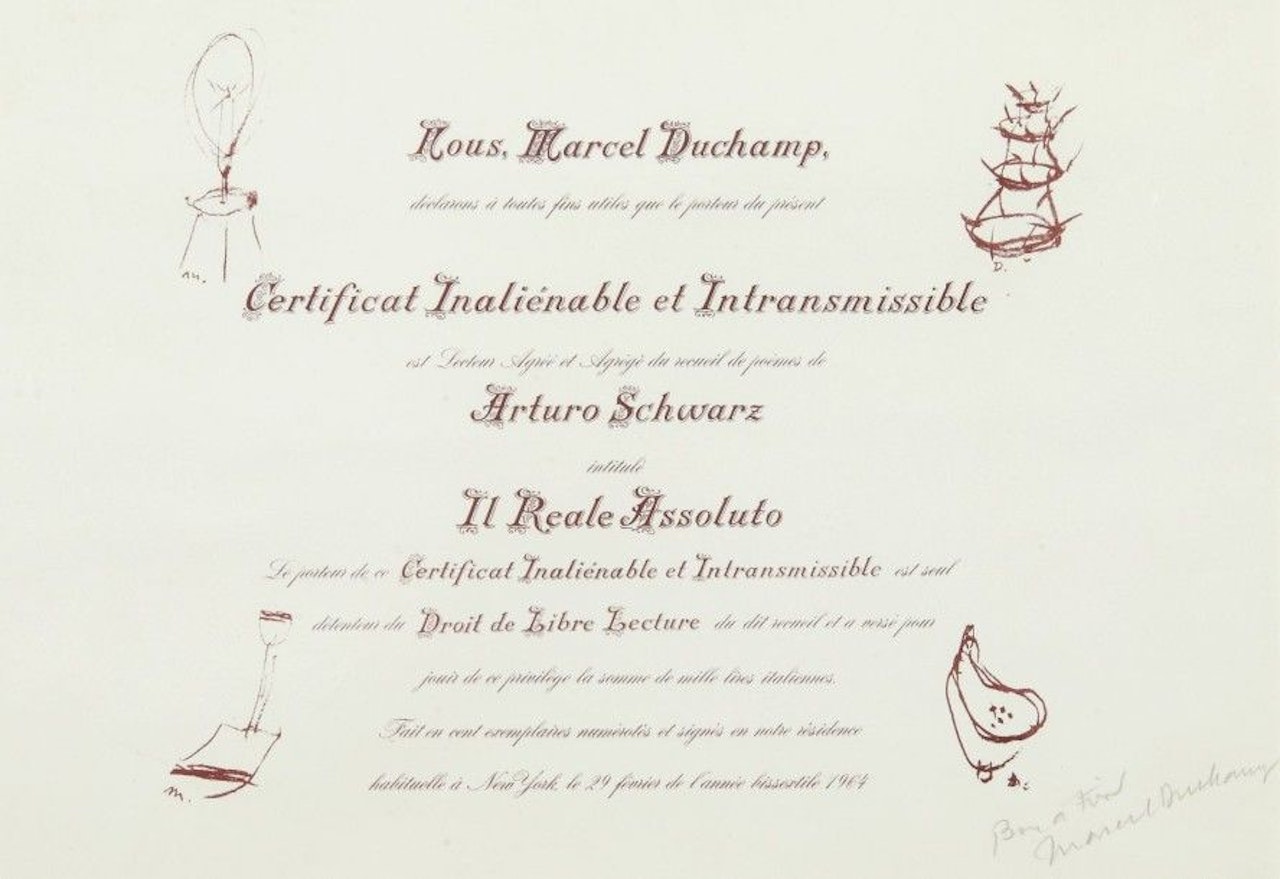 Nous, Marcel Duchamp,
déclarons à toutes fins utiles que le porteur du présent
Certificat Inaliénable et Intransmissible
est Lecteur Agréé et Agrégé du recueil de poèmes de
Arturo Schwarz
intitulé
Il Reale Assoluto
Le porteur de ce Certificat Inaliénable et Intransmissible est seul
détenteur du Droit de Libre Lecture du dit recueil et a versé pour
jouir de ce privilège la somme de mille lires italiennes.
Fait en cent exemplaires numérotés et signés en notre résidence
habituelle à New York, le 29 février de l'année bissextile 1964
M.
D.
M.
D.
Bon a tirer
Marcel Duchamp